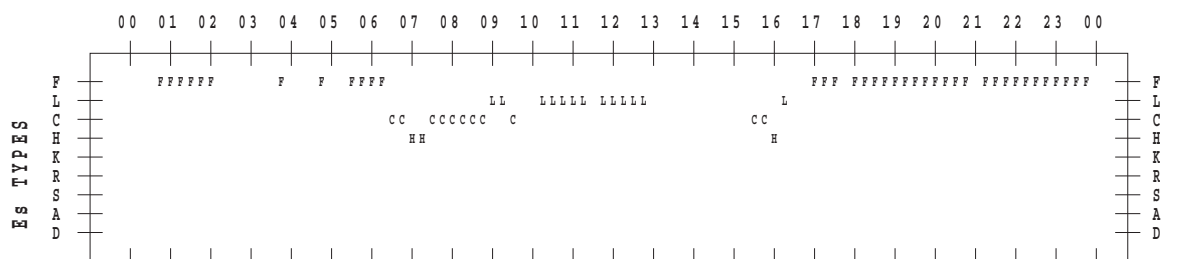 00 01 02 03 04 05 06 07 08 09 10 11 12 13 14 15 16 17 18 19 20 21 22 23 00
F FFFFFF F F FFFF FFF FFFFFFFFFFFF FFFFFFFFFFF F
L LL LLLLL LLLLL L L
C CC CCCCCC C CC C
H HH H H
K K
R R
S S
A A
D D
Es TYPES